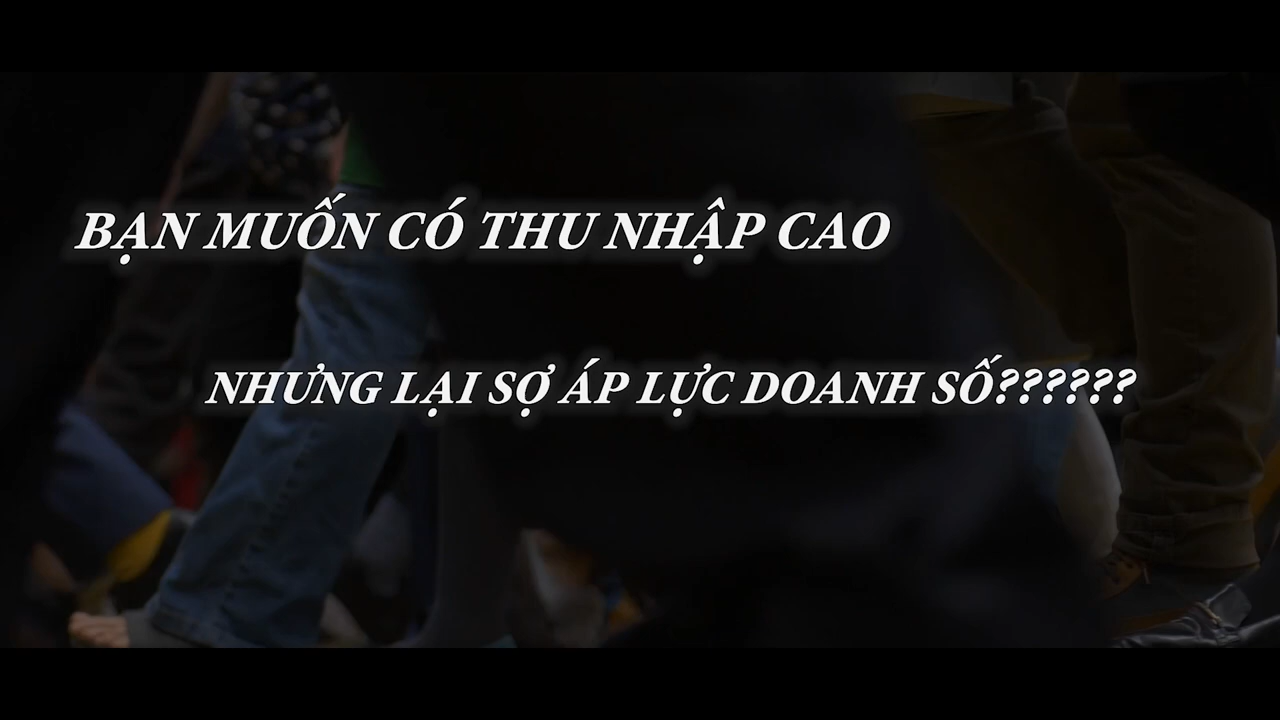 BẠN MUỐN CÓ THU NHẬP CAO
NHƯNG LẠI SỢ ÁP LỰC DOANH SỐ??????